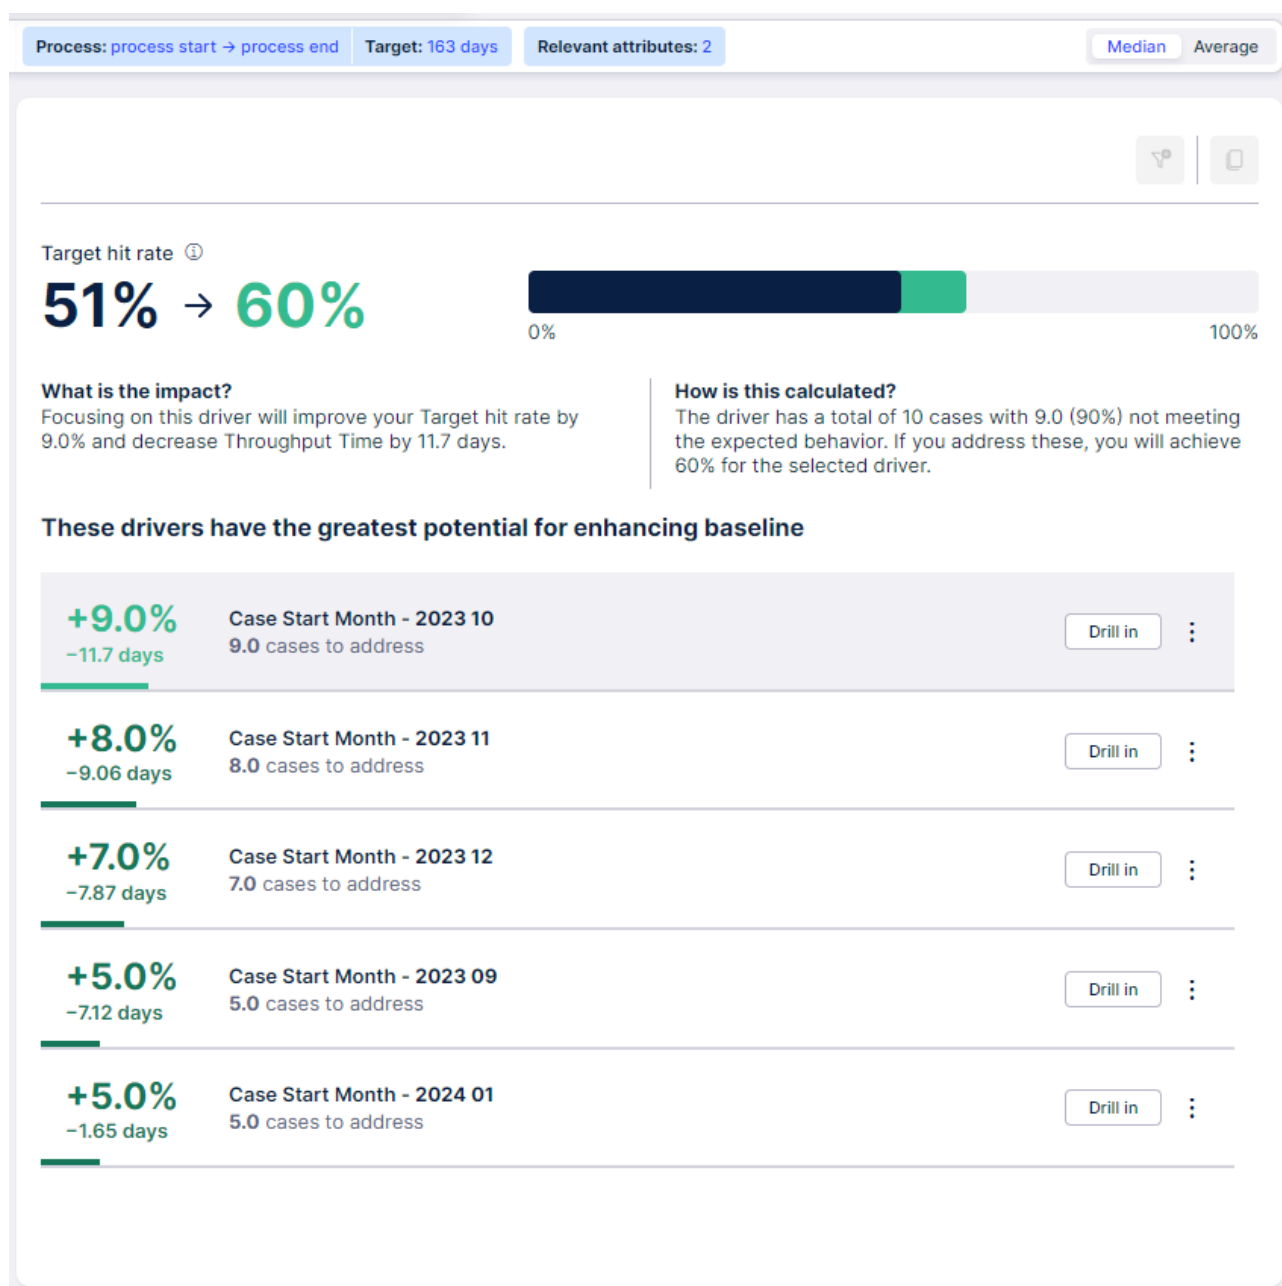 Process: process start → process end Target: 163 days Relevant attributes: 2 Median Average
Target hit rate ⓘ
51% → 60%
0% 100%
What is the impact?
Focusing on this driver will improve your Target hit rate by
9.0% and decrease Throughput Time by 11.7 days.
How is this calculated?
The driver has a total of 10 cases with 9.0 (90%) not meeting
the expected behavior. If you address these, you will achieve
60% for the selected driver.
These drivers have the greatest potential for enhancing baseline
+9.0%
−11.7 days
Case Start Month - 2023 10
9.0 cases to address
Drill in
+8.0%
−9.06 days
Case Start Month - 2023 11
8.0 cases to address
Drill in
+7.0%
−7.87 days
Case Start Month - 2023 12
7.0 cases to address
Drill in
+5.0%
−7.12 days
Case Start Month - 2023 09
5.0 cases to address
Drill in
+5.0%
−1.65 days
Case Start Month - 2024 01
5.0 cases to address
Drill in